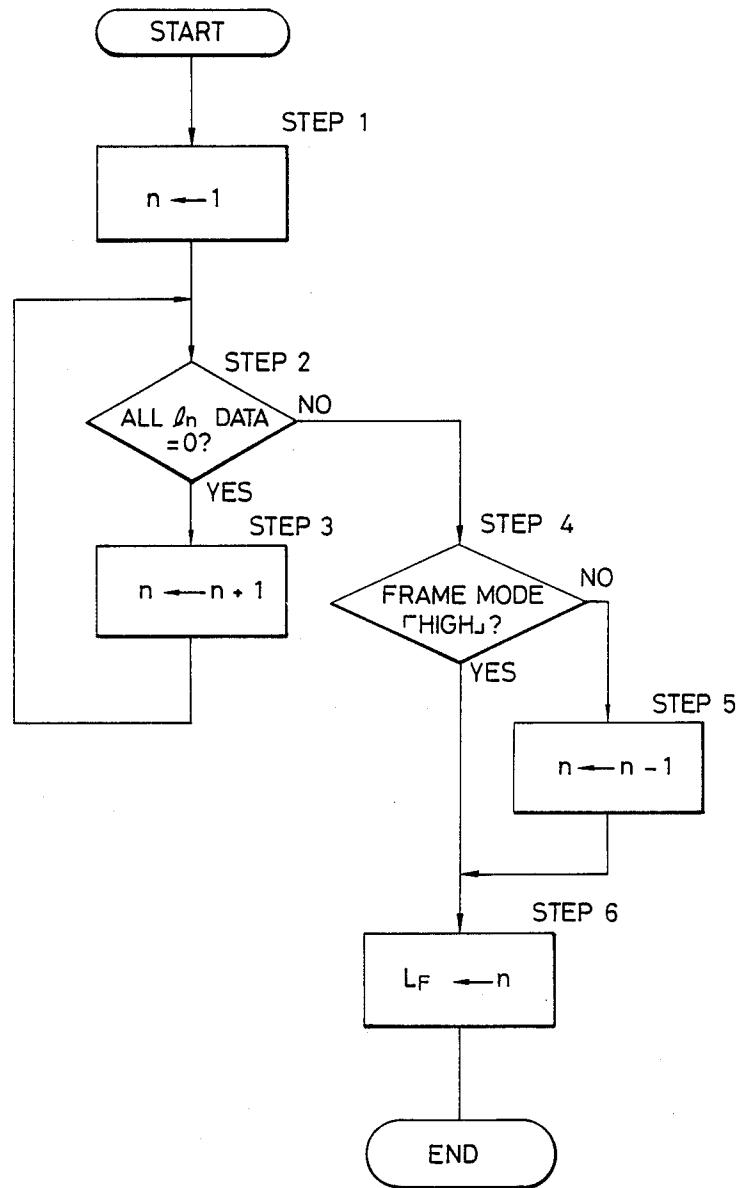 START
STEP 1
n ← 1
STEP 2
ALL ℓn DATA
=0?
NO
YES
STEP 3
n ← n + 1
STEP 4
FRAME MODE
「HIGH」?
NO
YES
STEP 5
n ← n - 1
STEP 6
LF ← n
END